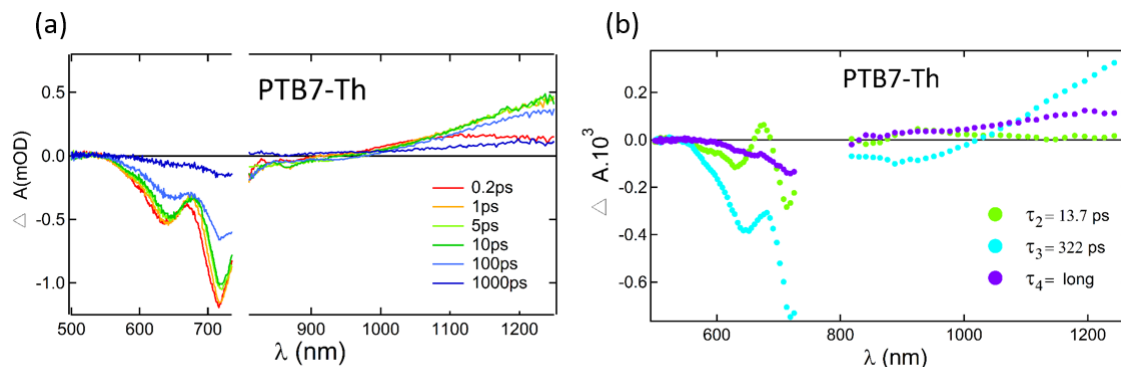 (a)
PTB7-Th
△ A(mOD)
0.5
0.0
-0.5
-1.0
0.2ps
1ps
5ps
10ps
100ps
1000ps
500
600
700
900
1000
1100
1200
λ (nm)
(b)
PTB7-Th
△ A.10³
0.2
0.0
-0.2
-0.4
-0.6
τ₂= 13.7 ps
τ₃= 322 ps
τ₄= long
600
800
1000
1200
λ (nm)